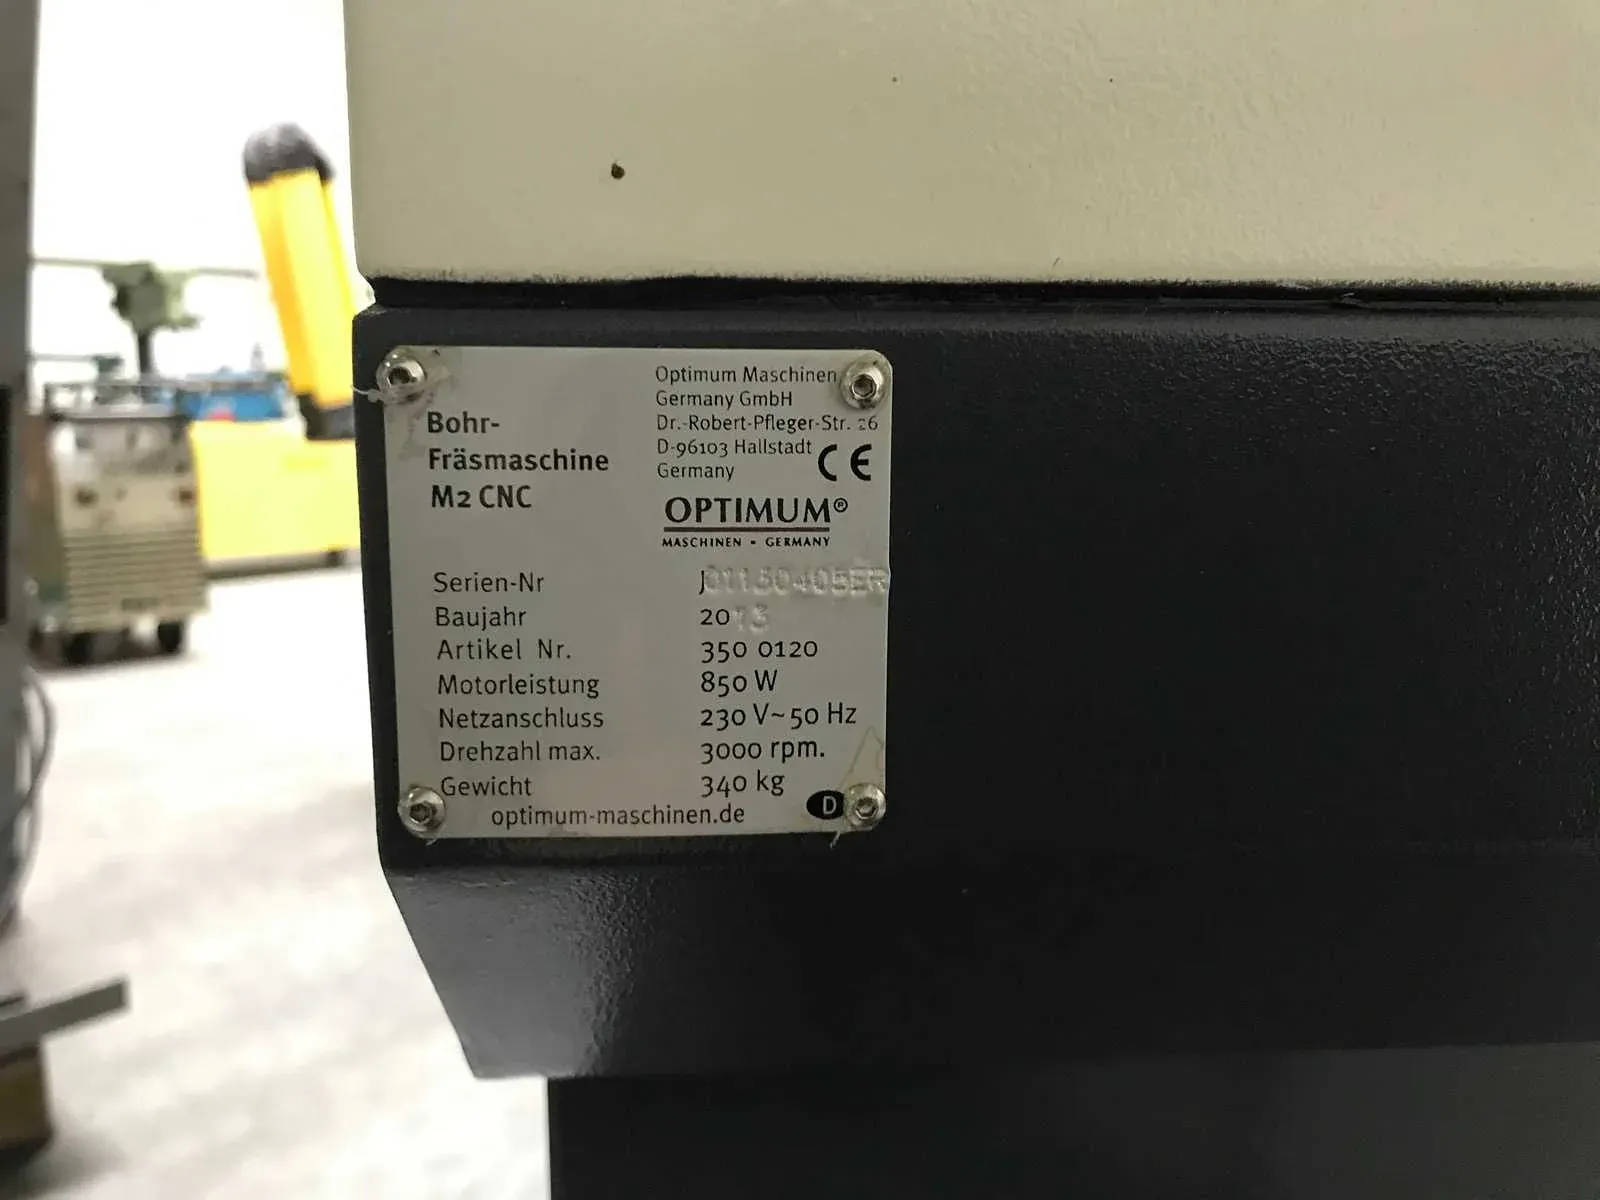 Bohr-
Fräsmaschine
M2 CNC
Optimum Maschinen
Germany GmbH
Dr.-Robert-Pfleger-Str. 26
D-96103 Hallstadt
Germany
CE
OPTIMUM®
MASCHINEN - GERMANY
Serien-Nr
Baujahr 2013
Artikel Nr. 350 0120
Motorleistung 850 W
Netzanschluss 230 V~50 Hz
Drehzahl max. 3000 rpm.
Gewicht 340 kg
optimum-maschinen.de
D